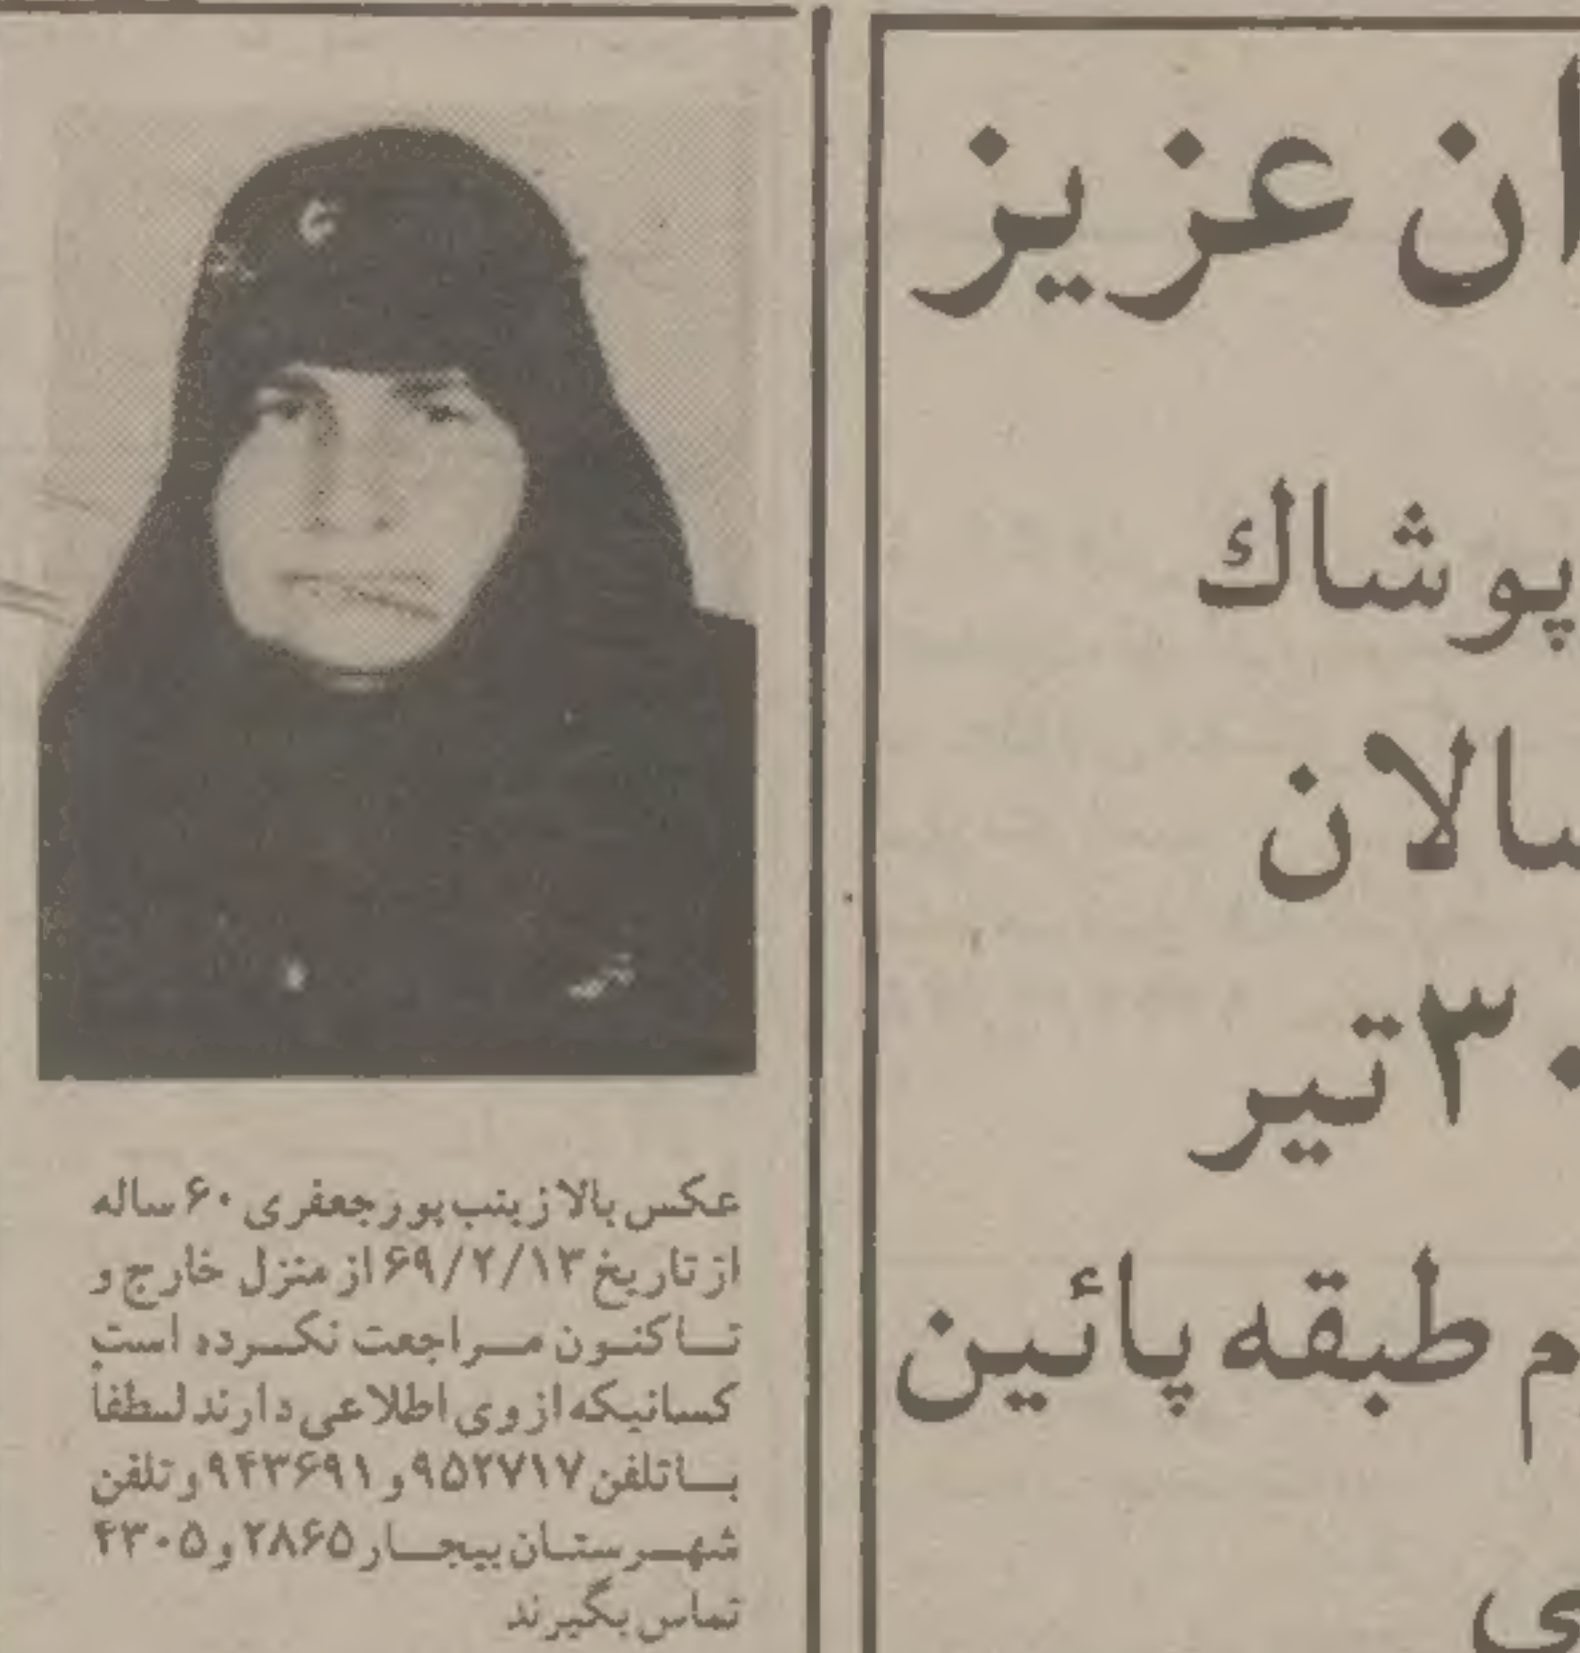 ان عزیز
پوشاك
سالان
۳۰ تیر
م طبقه پائین
ی
عکس بالا زینب پورجعفری ۶۰ ساله
از تاریخ ۶۹/۲/۱۳ از منزل خارج و
تاکنون مراجعت نکرده است
کسانیکه از وی اطلاعی دارند لطفاً
با تلفن ۹۵۲۷۱۷ و ۹۴۳۶۹۱ و تلفن
شهرستان بیجار ۲۸۶۵ و ۴۳۰۵
تماس بگیرند